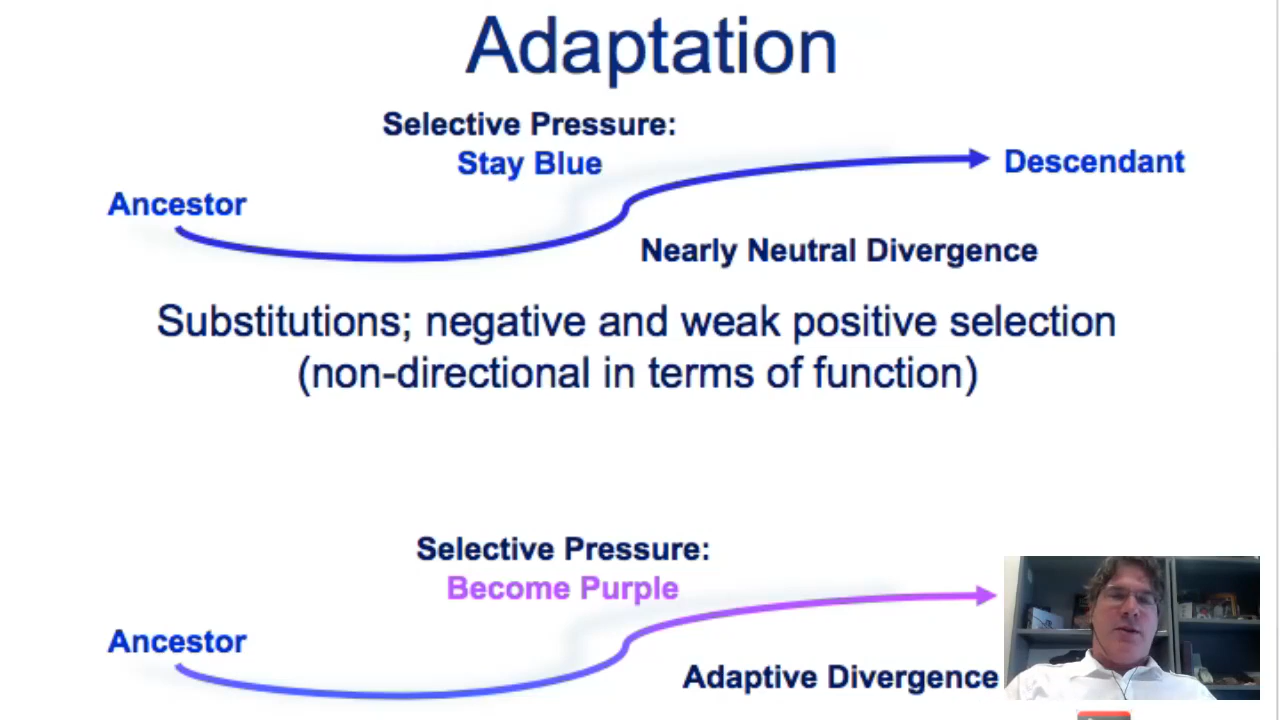 Adaptation
Selective Pressure:
Stay Blue
Descendant
Ancestor
Nearly Neutral Divergence
Substitutions; negative and weak positive selection
(non-directional in terms of function)
Selective Pressure:
Become Purple
Ancestor
Adaptive Divergence